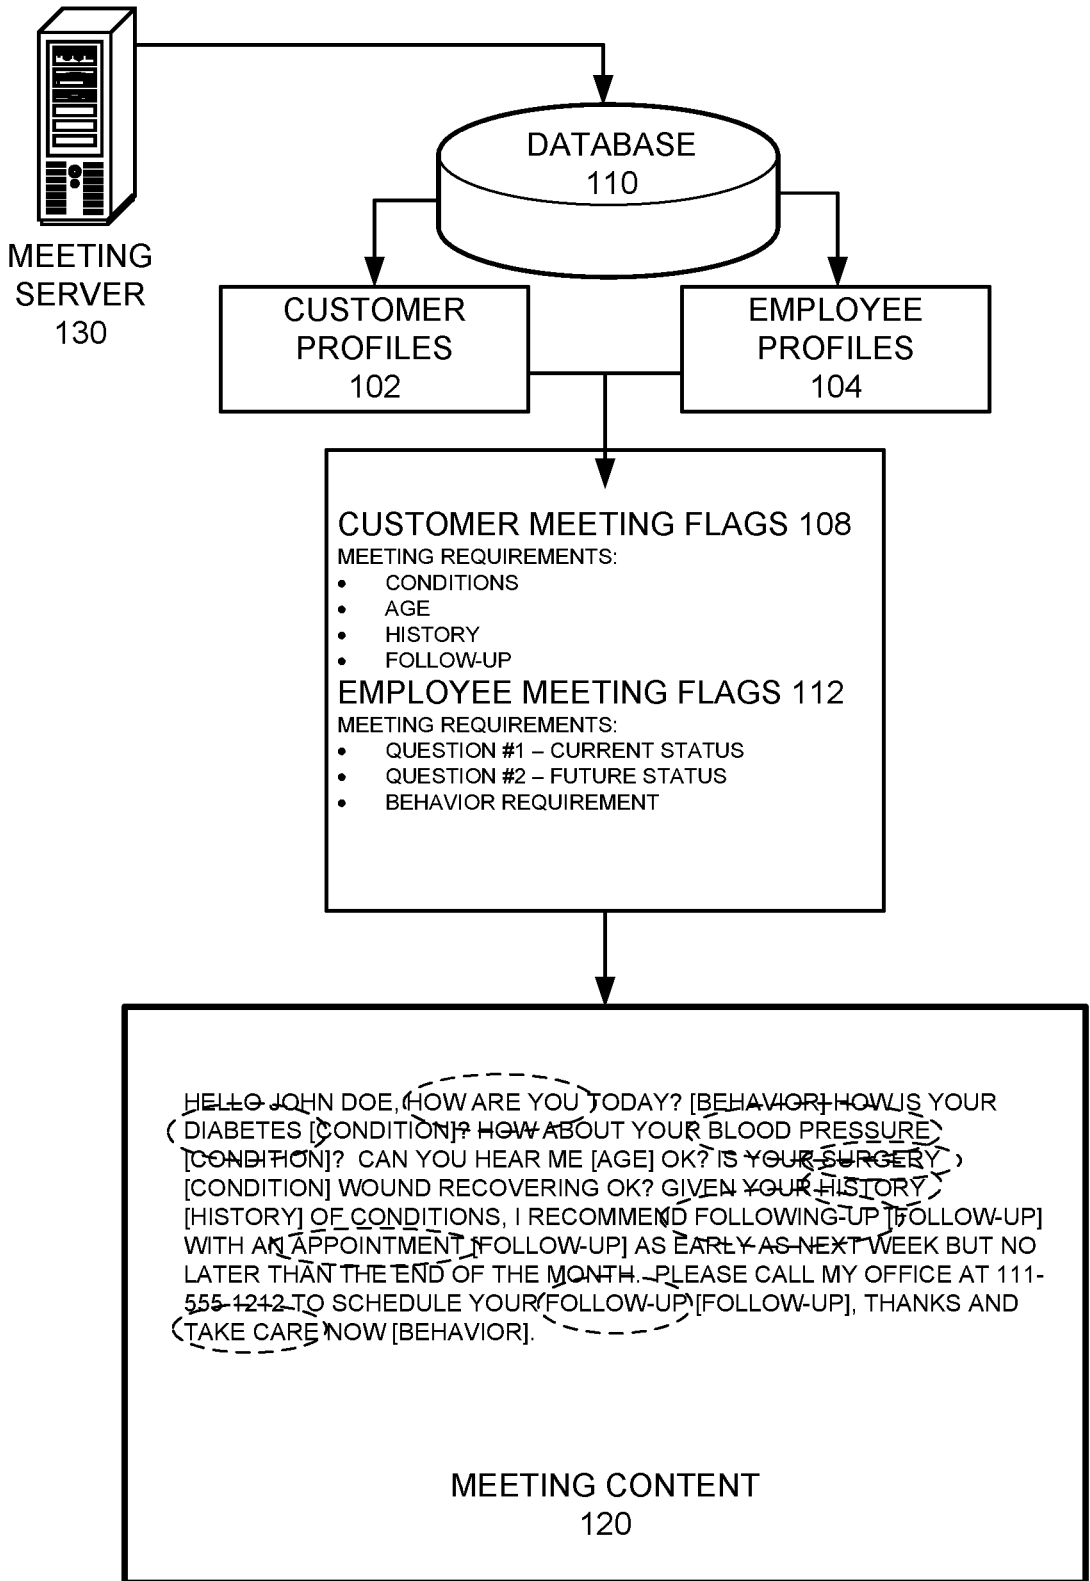 DATABASE
110
MEETING
SERVER
130
CUSTOMER
PROFILES
102
EMPLOYEE
PROFILES
104
CUSTOMER MEETING FLAGS 108
MEETING REQUIREMENTS:
• CONDITIONS
• AGE
• HISTORY
• FOLLOW-UP
EMPLOYEE MEETING FLAGS 112
MEETING REQUIREMENTS:
• QUESTION #1 – CURRENT STATUS
• QUESTION #2 – FUTURE STATUS
• BEHAVIOR REQUIREMENT
HELLO JOHN DOE, HOW ARE YOU TODAY? [BEHAVIOR] HOW IS YOUR
DIABETES [CONDITION]? HOW ABOUT YOUR BLOOD PRESSURE
[CONDITION]? CAN YOU HEAR ME [AGE] OK? IS YOUR SURGERY
[CONDITION] WOUND RECOVERING OK? GIVEN YOUR HISTORY
[HISTORY] OF CONDITIONS, I RECOMMEND FOLLOWING-UP [FOLLOW-UP]
WITH AN APPOINTMENT [FOLLOW-UP] AS EARLY AS NEXT WEEK BUT NO
LATER THAN THE END OF THE MONTH. PLEASE CALL MY OFFICE AT 111-
555-1212 TO SCHEDULE YOUR FOLLOW-UP [FOLLOW-UP], THANKS AND
TAKE CARE NOW [BEHAVIOR].
MEETING CONTENT
120